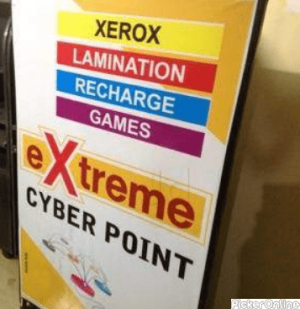 XEROX
LAMINATION
RECHARGE
GAMES
eXtreme
CYBER POINT
PickerOnline